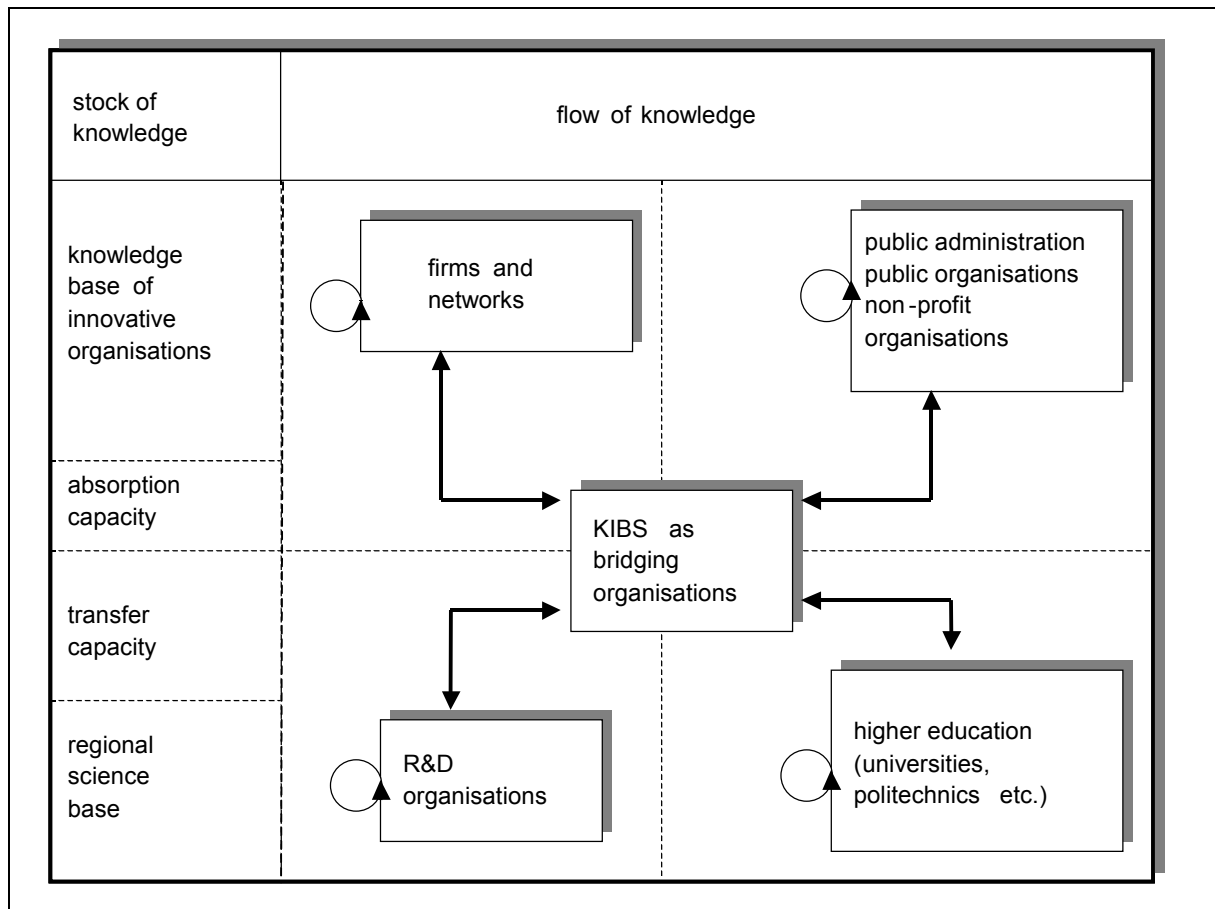 stock of
knowledge
flow of knowledge
knowledge
base of
innovative
organisations
firms and
networks
public administration
public organisations
non-profit
organisations
absorption
capacity
KIBS as
bridging
organisations
transfer
capacity
regional
science
base
R&D
organisations
higher education
(universities,
politechnics etc.)